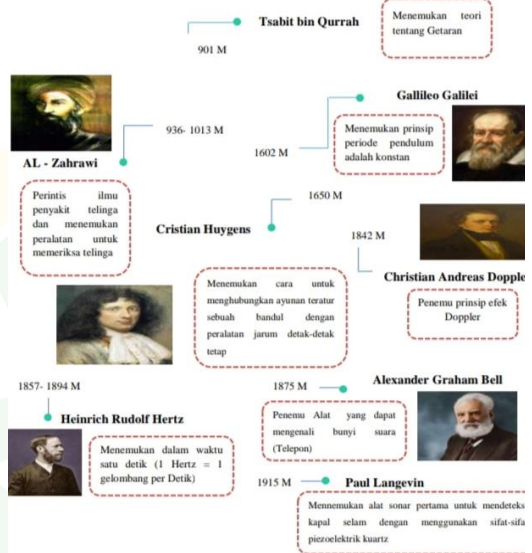 Tsabit bin Qurrah
Menemukan teori
tentang Getaran
901 M
Gallileo Galilei
936- 1013 M
Menemukan prinsip
periode pendulum
adalah konstan
1602 M
AL - Zahrawi
Perintis ilmu
penyakit telinga
dan menemukan
peralatan untuk
memeriksa telinga
1650 M
Cristian Huygens
1842 M
Menemukan cara untuk
menghubungkan ayunan teratur
sebuah bandul dengan
peralatan jarum detak-detak
tetap
Christian Andreas Dopple
Penemu prinsip efek
Doppler
1857- 1894 M
Heinrich Rudolf Hertz
Menemukan dalam waktu
satu detik (1 Hertz = 1
gelombang per Detik)
1875 M
Alexander Graham Bell
Penemu Alat yang dapat
mengenali bunyi suara
(Telepon)
1915 M
Paul Langevin
Mennemukan alat sonar pertama untuk mendeteks
kapal selam dengan menggunakan sifat-sifa
piezoelektrik kuartz